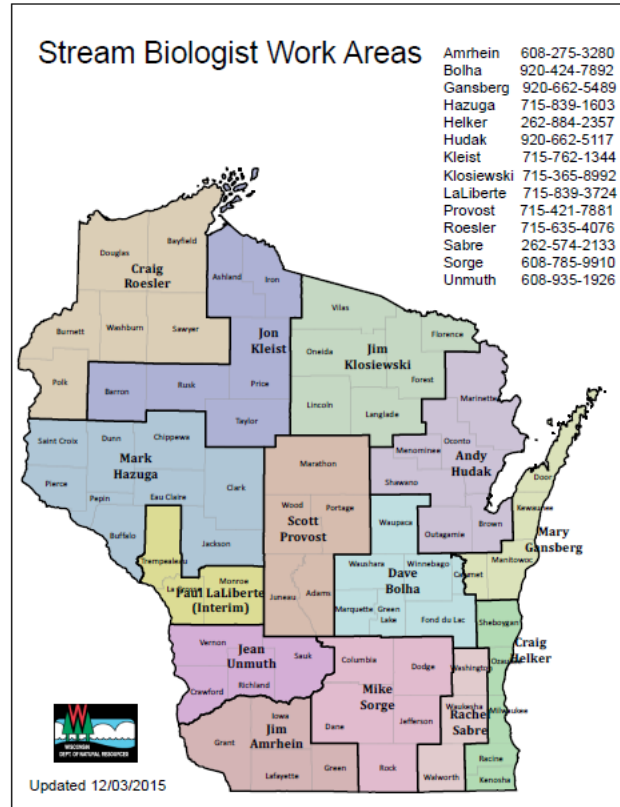 Stream Biologist Work Areas
Amrhein 608-275-3280
Bolha 920-424-7892
Gansberg 920-662-5489
Hazuga 715-839-1603
Helker 262-884-2357
Hudak 920-662-5117
Kleist 715-762-1344
Klosiewski 715-365-8992
LaLiberte 715-839-3724
Provost 715-421-7881
Roesler 715-635-4076
Sabre 262-574-2133
Sorge 608-785-9910
Unmuth 608-935-1926
Douglas
Bayfield
Craig
Roesler
Burnett
Washburn
Sawyer
Polk
Ashland
Iron
Jon
Kleist
Barron
Rusk
Price
Taylor
Vilas
Florence
Oneida
Jim
Klosiewski
Forest
Lincoln
Langlade
Marinette
Oconto
Menominee
Andy
Hudak
Shawano
Outagamie
Brown
Door
Kewaunee
Mary
Gansberg
Manitowoc
Saint Croix
Dunn
Chippewa
Mark
Hazuga
Pierce
Pepin
Eau Claire
Clark
Buffalo
Jackson
Marathon
Wood
Portage
Scott
Provost
Juneau
Adams
Waupaca
Waushara
Winnebago
Dave
Bolha
Marquette
Green
Lake
Fond du Lac
Trempealeau
Monroe
Paul LaLiberte
(Interim)
Sheboygan
Craig
Helker
Milwaukee
Racine
Kenosha
Vernon
Jean
Unmuth
Sauk
Crawford
Richland
Columbia
Dodge
Mike
Sorge
Dane
Jefferson
Rock
Washington
Waukesha
Rachel
Sabre
Walworth
Iowa
Jim
Amrhein
Grant
Lafayette
Green
W
WISCONSIN
DEPT. OF NATURAL RESOURCES
Updated 12/03/2015